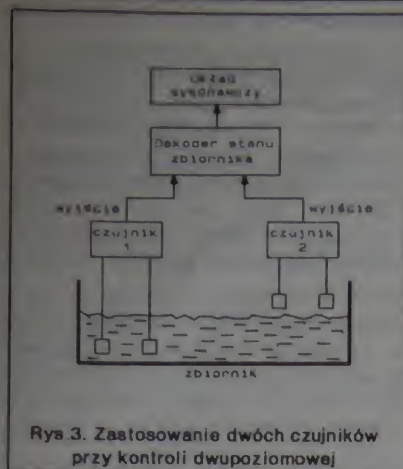 układ
wykonawczy
Dekoder stanu
zbiornika
wyjście wyjście
czujnik
1
czujnik
2
zbiornik
Rys.3. Zastosowanie dwóch czujników
przy kontroli dwupoziomowej